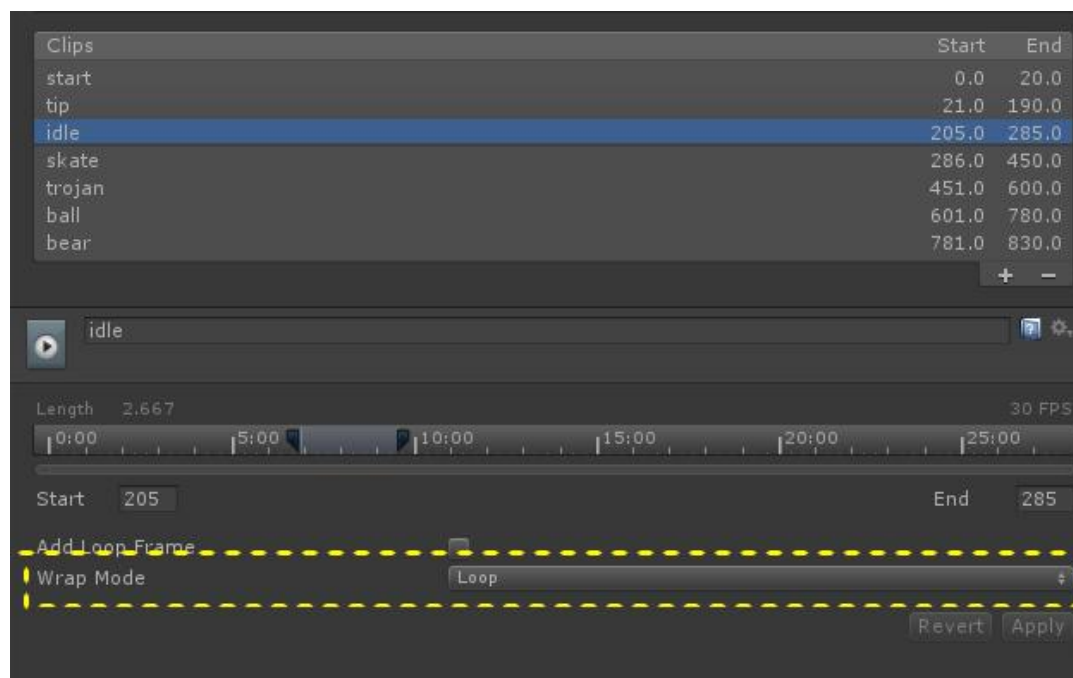 Clips Start End
start 0.0 20.0
tip 21.0 190.0
idle 205.0 285.0
skate 286.0 450.0
trojan 451.0 600.0
ball 601.0 780.0
bear 781.0 830.0
+ −
idle
Length 2.667 30 FPS
0:00 5:00 10:00 15:00 20:00 25:00
Start 205 End 285
Add Loop Frame
Wrap Mode Loop
Revert Apply